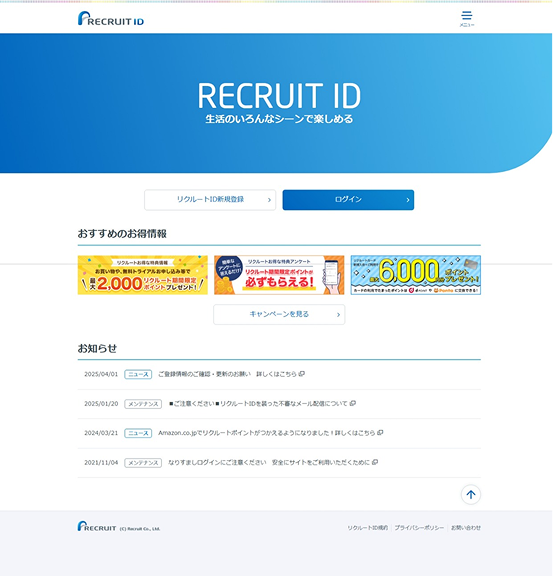 RECRUIT ID
メニュー
RECRUIT ID
生活のいろんなシーンで楽しめる
リクルートID新規登録
ログイン
おすすめのお得情報
リクルートお得な特典情報
お買い物や、無料トライアルお申し込み等で
最大2,000リクルート期間限定ポイントプレゼント!
簡単なアンケートに答えるだけ!
リクルートお得な特典アンケート
リクルート期間限定ポイントが
必ずもらえる!
最大6,000ポイントプレゼント!
キャンペーンを見る
お知らせ
2025/04/01 ニュース ご登録情報のご確認・更新のお願い 詳しくはこちら
2025/01/20 メンテナンス ■ご注意ください■リクルートIDを装った不審なメール配信について
2024/03/21 ニュース Amazon.co.jpでリクルートポイントがつかえるようになりました!詳しくはこちら
2021/11/04 メンテナンス なりすましログインにご注意ください 安全にサイトをご利用いただくために
RECRUIT (C) Recruit Co., Ltd.
リクルートID規約 プライバシーポリシー お問い合わせ